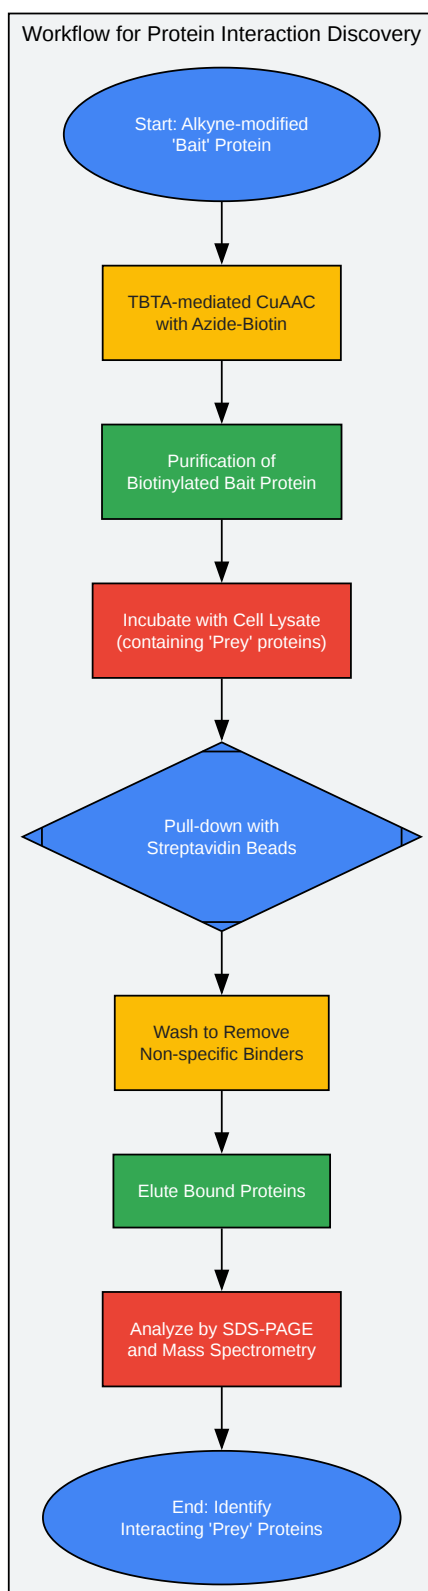 Workflow for Protein Interaction Discovery
Start: Alkyne-modified
'Bait' Protein
TBTA-mediated CuAAC
with Azide-Biotin
Purification of
Biotinylated Bait Protein
Incubate with Cell Lysate
(containing 'Prey' proteins)
Pull-down with
Streptavidin Beads
Wash to Remove
Non-specific Binders
Elute Bound Proteins
Analyze by SDS-PAGE
and Mass Spectrometry
End: Identify
Interacting 'Prey' Proteins